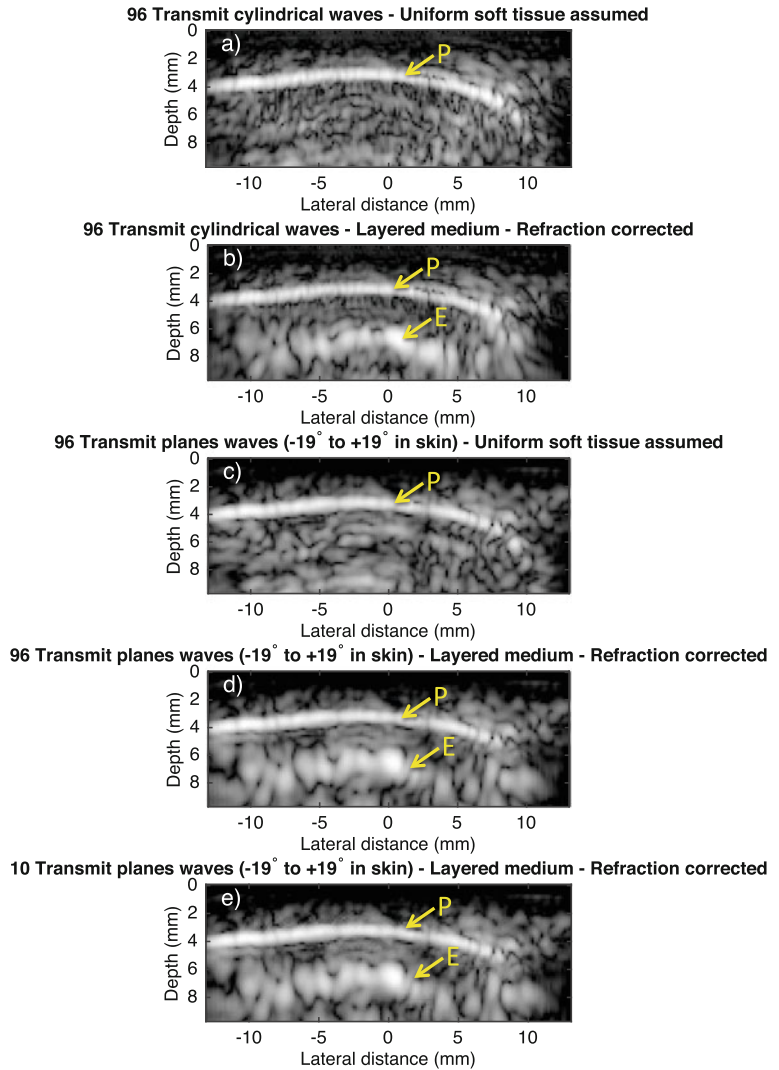 96 Transmit cylindrical waves - Uniform soft tissue assumed
a)
P
0
2
4
6
8
Depth (mm)
-10 -5 0 5 10
Lateral distance (mm)
96 Transmit cylindrical waves - Layered medium - Refraction corrected
b)
P
E
0
2
4
6
8
Depth (mm)
-10 -5 0 5 10
Lateral distance (mm)
96 Transmit planes waves (-19° to +19° in skin) - Uniform soft tissue assumed
c)
P
0
2
4
6
8
Depth (mm)
-10 -5 0 5 10
Lateral distance (mm)
96 Transmit planes waves (-19° to +19° in skin) - Layered medium - Refraction corrected
d)
P
E
0
2
4
6
8
Depth (mm)
-10 -5 0 5 10
Lateral distance (mm)
10 Transmit planes waves (-19° to +19° in skin) - Layered medium - Refraction corrected
e)
P
E
0
2
4
6
8
Depth (mm)
-10 -5 0 5 10
Lateral distance (mm)